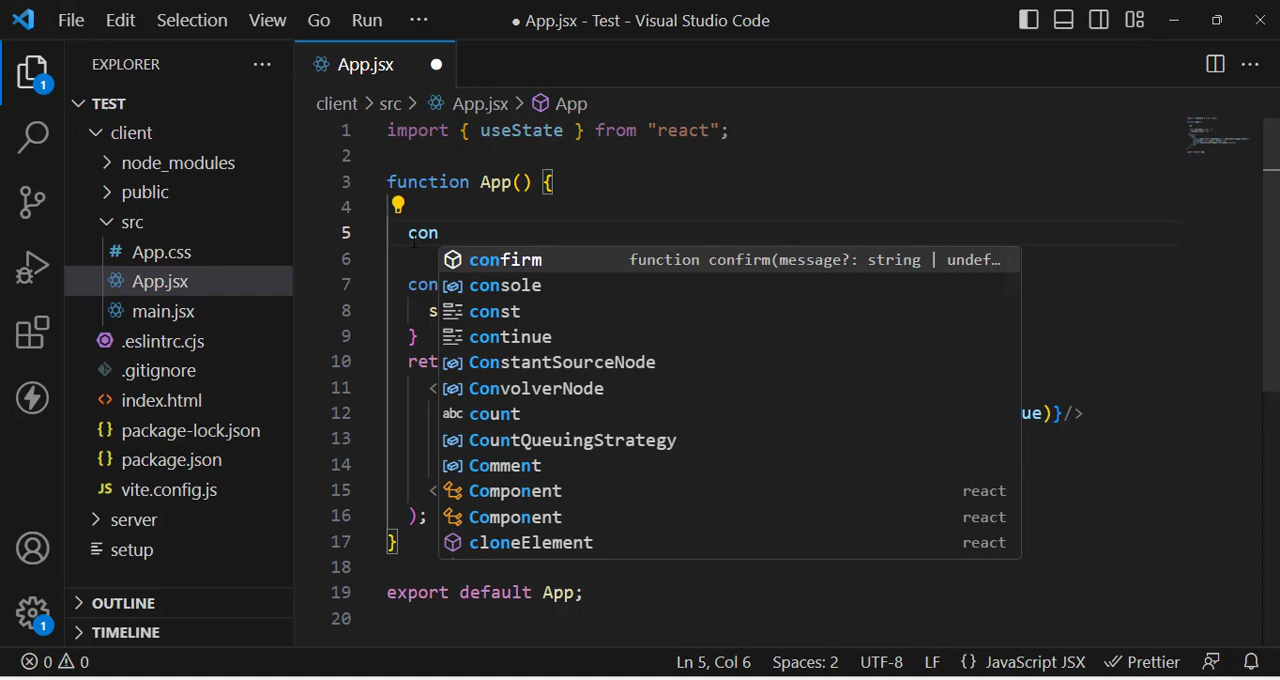 File Edit Selection View Go Run ··· ● App.jsx - Test - Visual Studio Code
EXPLORER ···
TEST
client
node_modules
public
src
# App.css
App.jsx
main.jsx
.eslintrc.cjs
.gitignore
<> index.html
{} package-lock.json
{} package.json
JS vite.config.js
server
setup
OUTLINE
TIMELINE
1
1
App.jsx ●
client > src > App.jsx > App
1 import { useState } from "react";
2
3 function App() {
4
5 con
6
7 con
8 s
9 }
10 ret
11 <
12 ue)}/>
13
14
15 <
16 );
17 }
18
19 export default App;
20
confirm function confirm(message?: string | undef…
console
const
continue
ConstantSourceNode
ConvolverNode
abc count
CountQueuingStrategy
Comment
Component react
Component react
cloneElement react
0 0 Ln 5, Col 6 Spaces: 2 UTF-8 LF {} JavaScript JSX Prettier